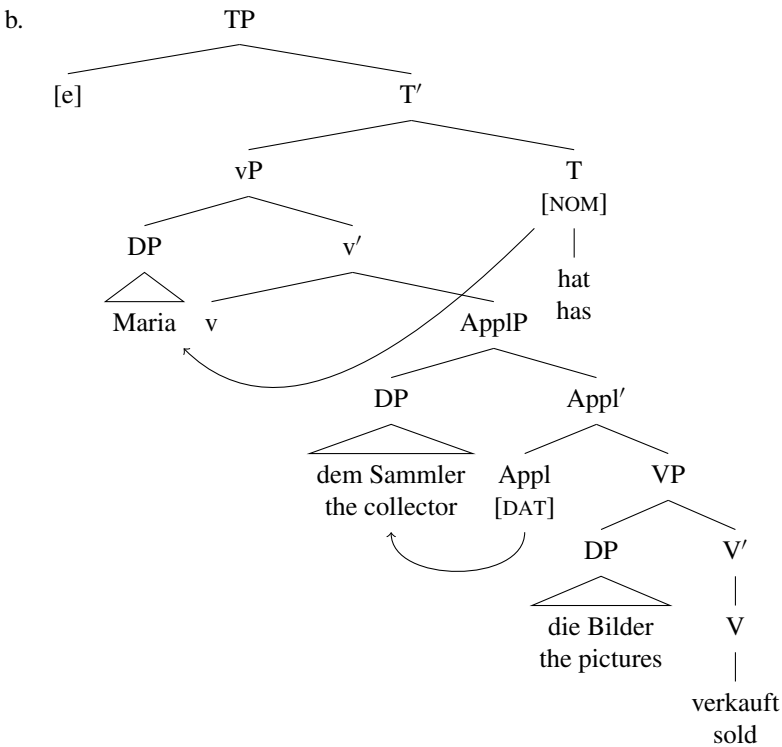 b.
TP
[e] T′
vP T
[NOM]
DP v′
hat
has
Maria v ApplP
DP Appl′
dem Sammler Appl VP
the collector [DAT]
DP V′
die Bilder V
the pictures
verkauft
sold